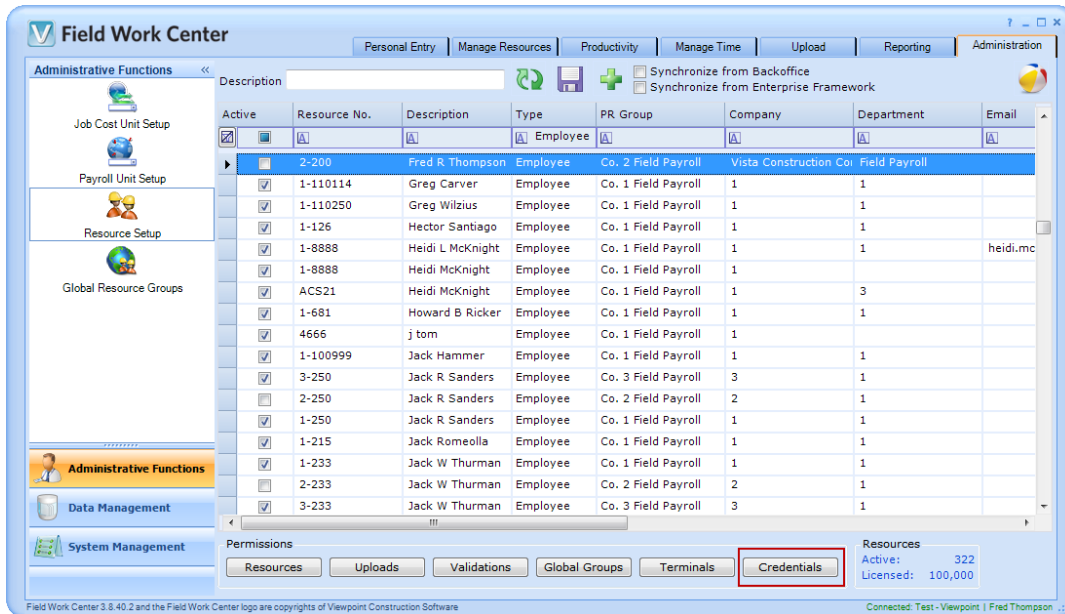 Field Work Center
Personal Entry Manage Resources Productivity Manage Time Upload Reporting Administration
Administrative Functions «
Job Cost Unit Setup
Payroll Unit Setup
Resource Setup
Global Resource Groups
Administrative Functions
Data Management
System Management
Description Synchronize from Backoffice
Synchronize from Enterprise Framework
Active Resource No. Description Type PR Group Company Department Email
Employee
2-200 Fred R Thompson Employee Co. 2 Field Payroll Vista Construction Co Field Payroll
1-110114 Greg Carver Employee Co. 1 Field Payroll 1 1
1-110250 Greg Wilzius Employee Co. 1 Field Payroll 1 1
1-126 Hector Santiago Employee Co. 1 Field Payroll 1 1
1-8888 Heidi L McKnight Employee Co. 1 Field Payroll 1 1 heidi.mc
1-8888 Heidi McKnight Employee Co. 1 Field Payroll 1
ACS21 Heidi McKnight Employee Co. 1 Field Payroll 1 3
1-681 Howard B Ricker Employee Co. 1 Field Payroll 1 1
4666 j tom Employee Co. 1 Field Payroll 1
1-100999 Jack Hammer Employee Co. 1 Field Payroll 1 1
3-250 Jack R Sanders Employee Co. 3 Field Payroll 3 1
2-250 Jack R Sanders Employee Co. 2 Field Payroll 2 1
1-250 Jack R Sanders Employee Co. 1 Field Payroll 1 1
1-215 Jack Romeolla Employee Co. 1 Field Payroll 1 1
1-233 Jack W Thurman Employee Co. 1 Field Payroll 1 1
2-233 Jack W Thurman Employee Co. 2 Field Payroll 2 1
3-233 Jack W Thurman Employee Co. 3 Field Payroll 3 1
Permissions
Resources Uploads Validations Global Groups Terminals Credentials
Resources
Active: 322
Licensed: 100,000
Field Work Center 3.8.40.2 and the Field Work Center logo are copyrights of Viewpoint Construction Software Connected: Test - Viewpoint | Fred Thompson